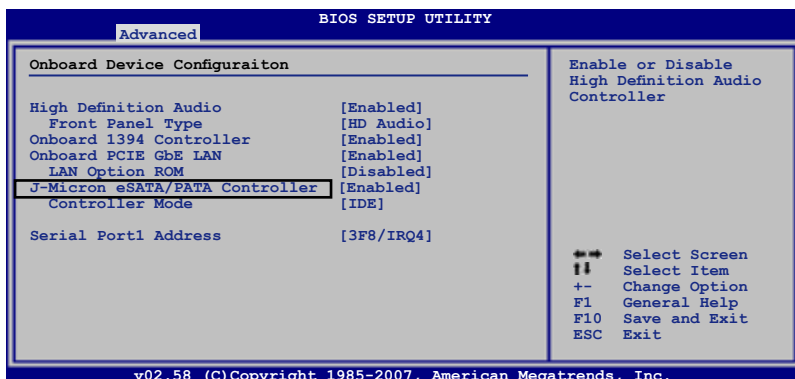 BIOS SETUP UTILITY
Advanced
Onboard Device Configuraiton
High Definition Audio [Enabled]
Front Panel Type [HD Audio]
Onboard 1394 Controller [Enabled]
Onboard PCIE GbE LAN [Enabled]
LAN Option ROM [Disabled]
J-Micron eSATA/PATA Controller [Enabled]
Controller Mode [IDE]
Serial Port1 Address [3F8/IRQ4]
Enable or Disable
High Definition Audio
Controller
←→ Select Screen
↑↓ Select Item
+- Change Option
F1 General Help
F10 Save and Exit
ESC Exit
v02.58 (C)Copyright 1985-2007, American Megatrends, Inc.